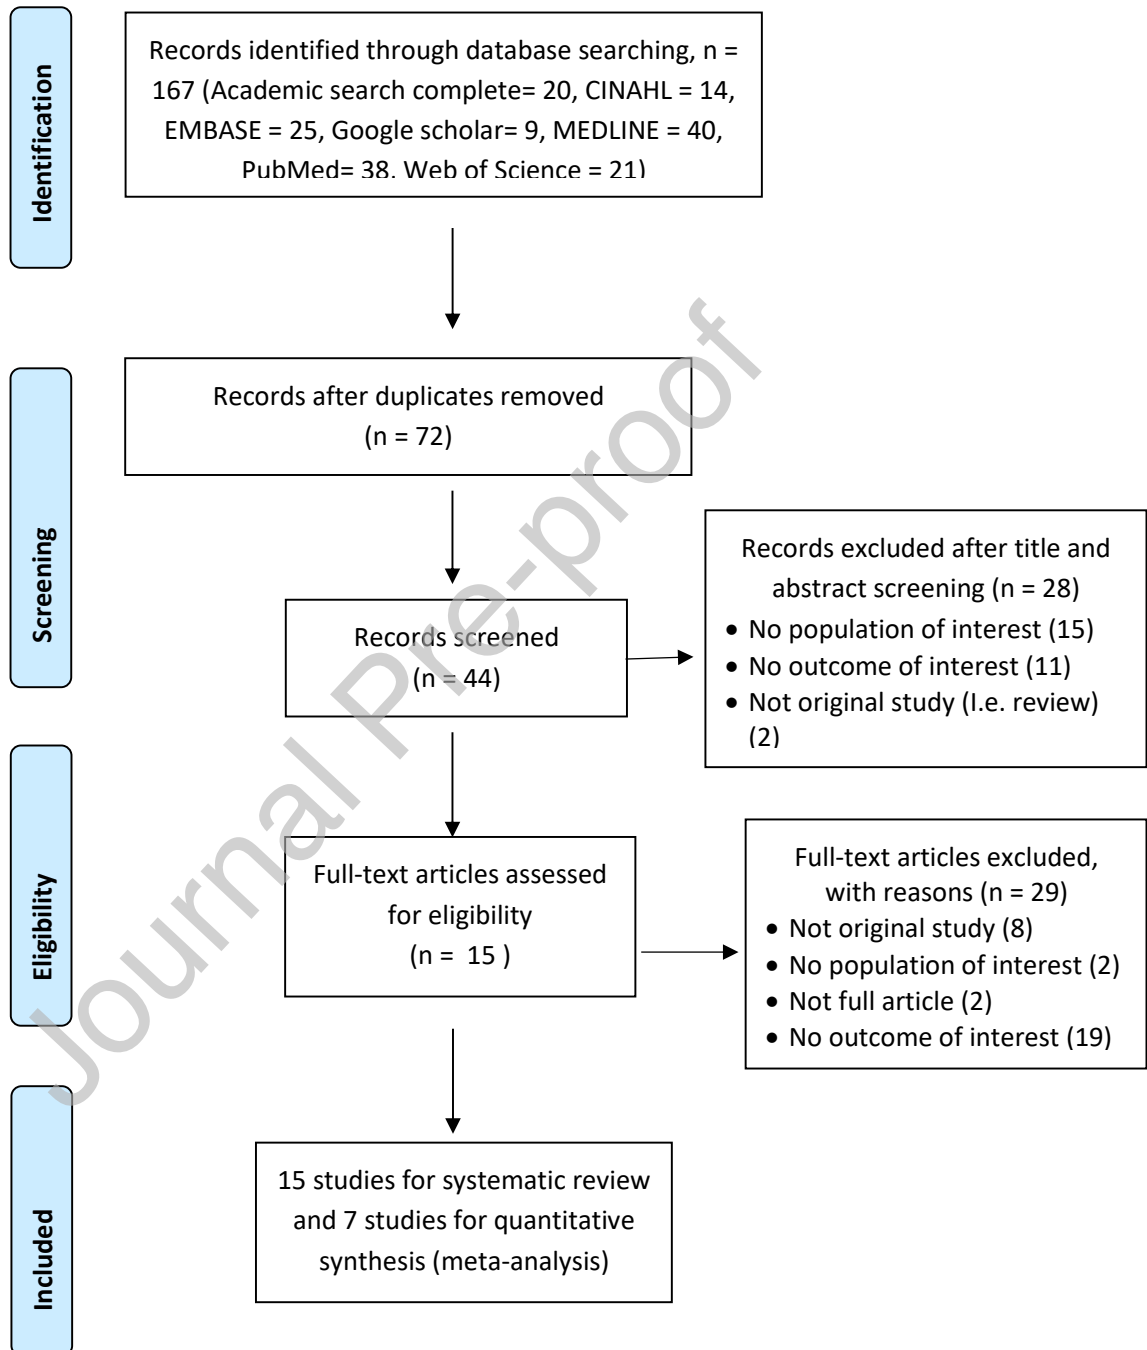 Identification
Records identified through database searching, n =
167 (Academic search complete= 20, CINAHL = 14,
EMBASE = 25, Google scholar= 9, MEDLINE = 40,
PubMed= 38. Web of Science = 21)
Screening
Records after duplicates removed
(n = 72)
Records screened
(n = 44)
Records excluded after title and
abstract screening (n = 28)
• No population of interest (15)
• No outcome of interest (11)
• Not original study (I.e. review)
(2)
Eligibility
Full-text articles assessed
for eligibility
(n = 15 )
Full-text articles excluded,
with reasons (n = 29)
• Not original study (8)
• No population of interest (2)
• Not full article (2)
• No outcome of interest (19)
Included
15 studies for systematic review
and 7 studies for quantitative
synthesis (meta-analysis)
Journal Pre-proof